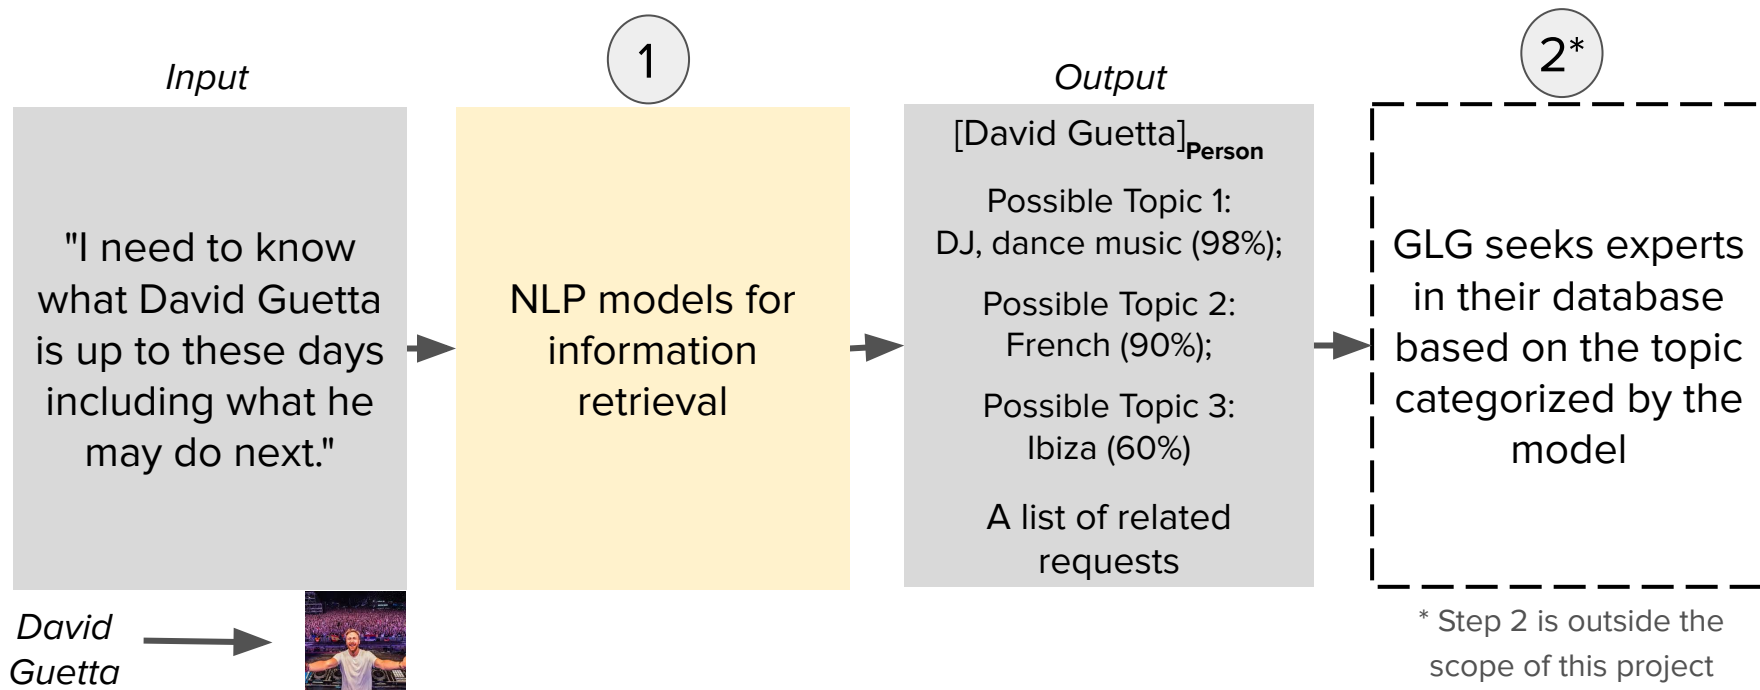 Input
1
Output
2*
"I need to know
what David Guetta
is up to these days
including what he
may do next."
NLP models for
information
retrieval
[David Guetta]Person
Possible Topic 1:
DJ, dance music (98%);
Possible Topic 2:
French (90%);
Possible Topic 3:
Ibiza (60%)
A list of related
requests
GLG seeks experts
in their database
based on the topic
categorized by the
model
David
Guetta
* Step 2 is outside the
scope of this project